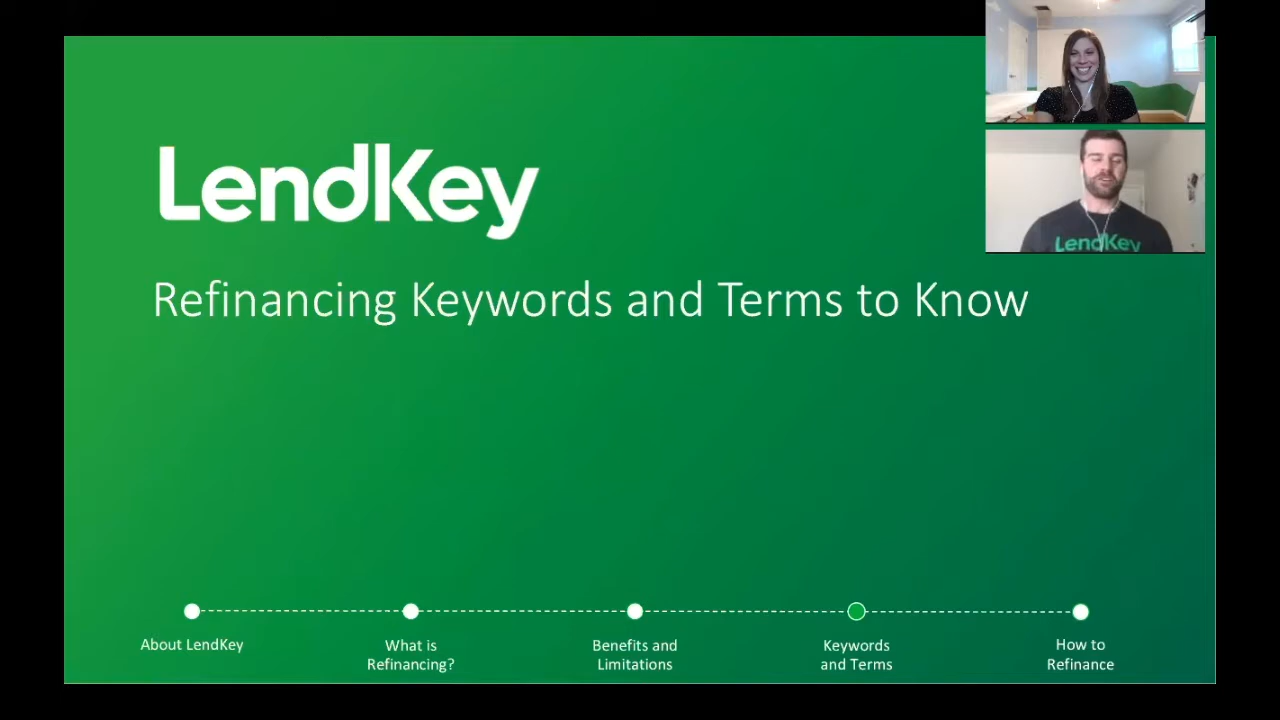 LendKey
LendKey
Refinancing Keywords and Terms to Know
About LendKey
What is
Refinancing?
Benefits and
Limitations
Keywords
and Terms
How to
Refinance